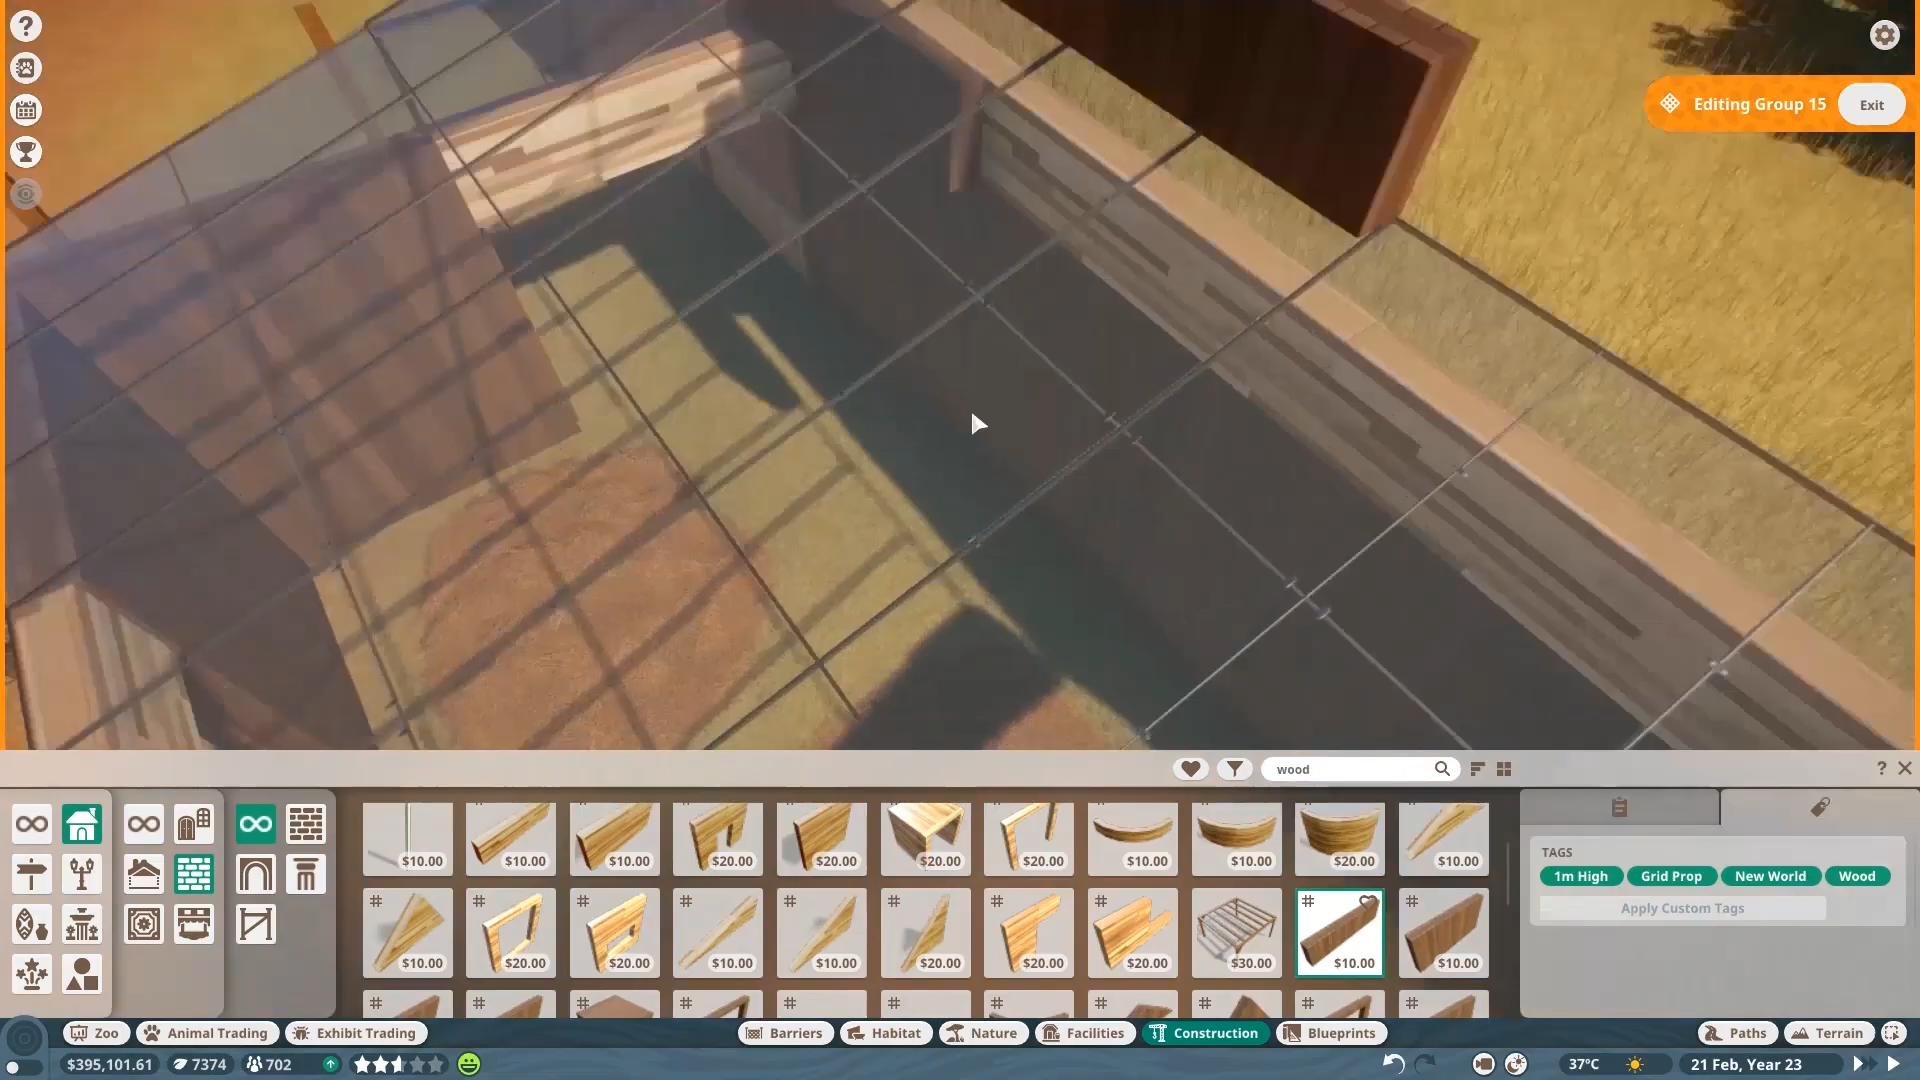 ?
Editing Group 15
Exit
wood
?
$10.00 $10.00 $10.00 $20.00 $20.00 $20.00 $20.00 $10.00 $10.00 $20.00 $10.00
# # # # # # # # # # #
$10.00 $20.00 $20.00 $10.00 $10.00 $20.00 $20.00 $20.00 $30.00 $10.00 $10.00
# # # # # # # # # # #
TAGS
1m High Grid Prop New World Wood
Apply Custom Tags
Zoo Animal Trading Exhibit Trading Barriers Habitat Nature Facilities Construction Blueprints Paths Terrain
$395,101.61 7374 702 37°C 21 Feb, Year 23